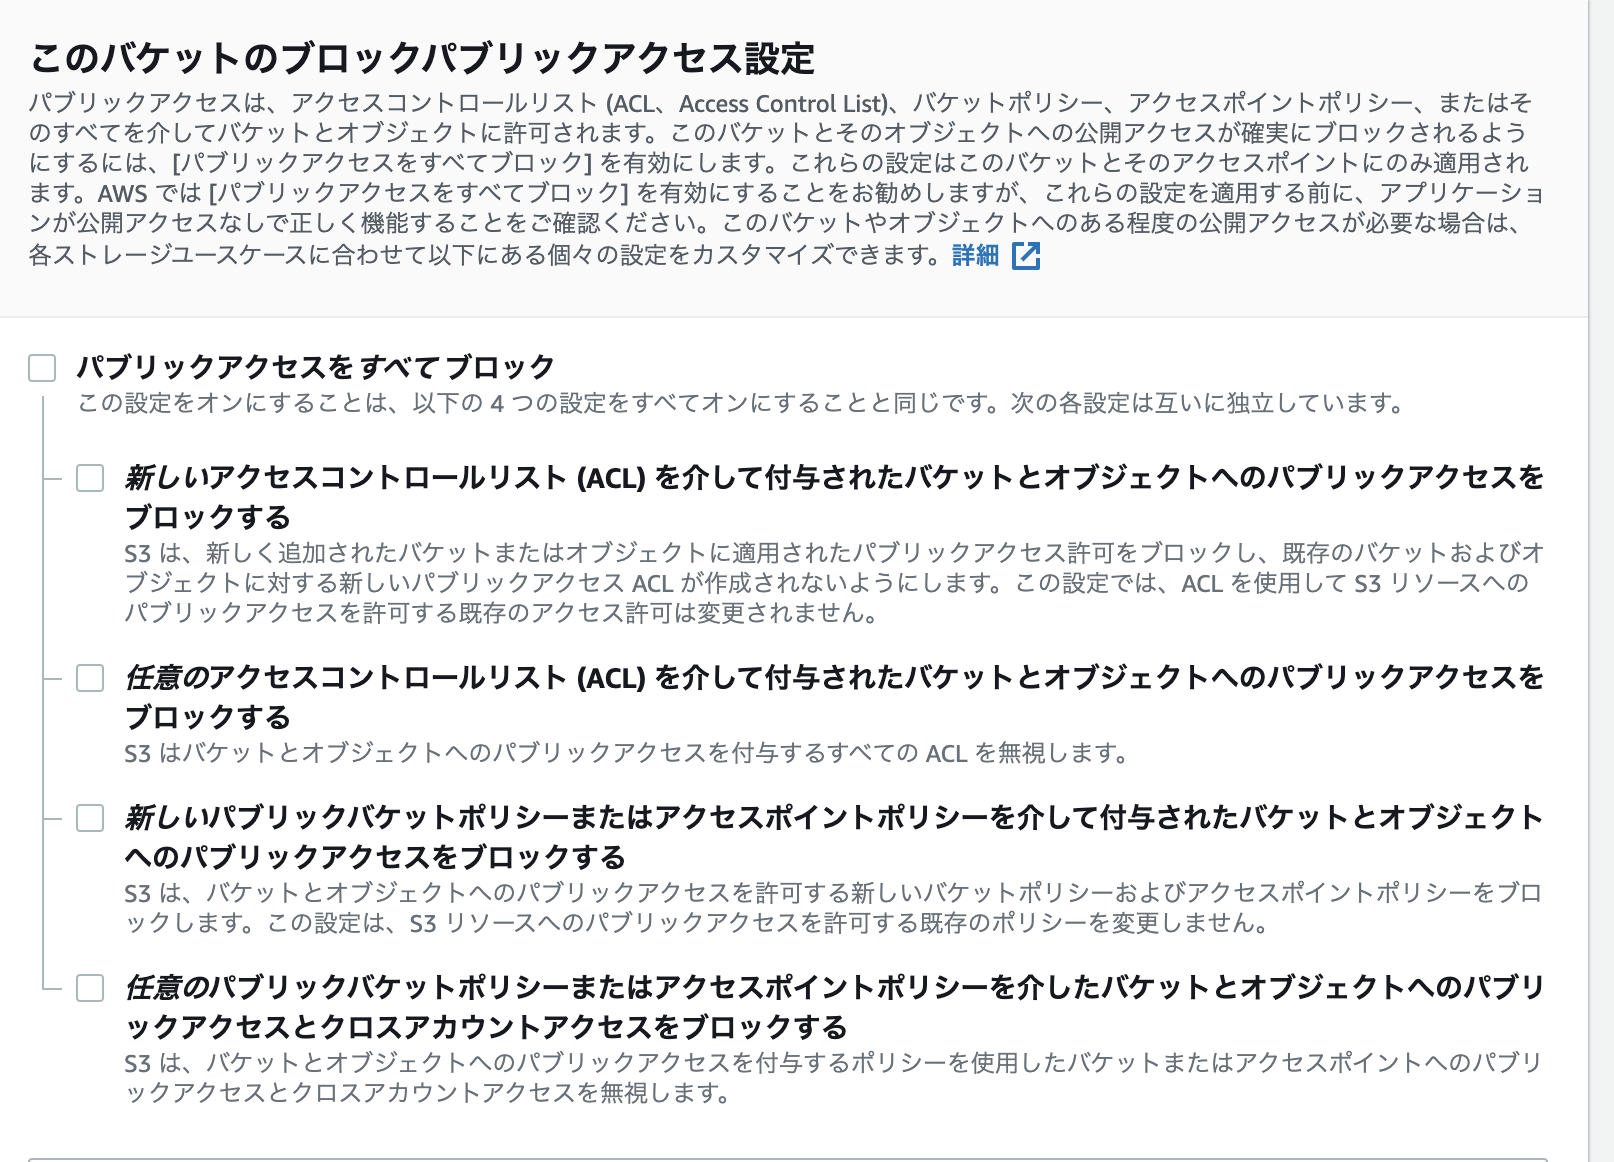 このバケットのブロックパブリックアクセス設定
パブリックアクセスは、アクセスコントロールリスト (ACL、Access Control List)、バケットポリシー、アクセスポイントポリシー、またはそ
のすべてを介してバケットとオブジェクトに許可されます。このバケットとそのオブジェクトへの公開アクセスが確実にブロックされるよう
にするには、[パブリックアクセスをすべてブロック] を有効にします。これらの設定はこのバケットとそのアクセスポイントにのみ適用され
ます。AWS では [パブリックアクセスをすべてブロック] を有効にすることをお勧めしますが、これらの設定を適用する前に、アプリケーショ
ンが公開アクセスなしで正しく機能することをご確認ください。このバケットやオブジェクトへのある程度の公開アクセスが必要な場合は、
各ストレージユースケースに合わせて以下にある個々の設定をカスタマイズできます。詳細
パブリックアクセスをすべてブロック
この設定をオンにすることは、以下の 4 つの設定をすべてオンにすることと同じです。次の各設定は互いに独立しています。
新しいアクセスコントロールリスト (ACL) を介して付与されたバケットとオブジェクトへのパブリックアクセスを
ブロックする
S3 は、新しく追加されたバケットまたはオブジェクトに適用されたパブリックアクセス許可をブロックし、既存のバケットおよびオ
ブジェクトに対する新しいパブリックアクセス ACL が作成されないようにします。この設定では、ACL を使用して S3 リソースへの
パブリックアクセスを許可する既存のアクセス許可は変更されません。
任意のアクセスコントロールリスト (ACL) を介して付与されたバケットとオブジェクトへのパブリックアクセスを
ブロックする
S3 はバケットとオブジェクトへのパブリックアクセスを付与するすべての ACL を無視します。
新しいパブリックバケットポリシーまたはアクセスポイントポリシーを介して付与されたバケットとオブジェクト
へのパブリックアクセスをブロックする
S3 は、バケットとオブジェクトへのパブリックアクセスを許可する新しいバケットポリシーおよびアクセスポイントポリシーをブロ
ックします。この設定は、S3 リソースへのパブリックアクセスを許可する既存のポリシーを変更しません。
任意のパブリックバケットポリシーまたはアクセスポイントポリシーを介したバケットとオブジェクトへのパブリ
ックアクセスとクロスアカウントアクセスをブロックする
S3 は、バケットとオブジェクトへのパブリックアクセスを付与するポリシーを使用したバケットまたはアクセスポイントへのパブリ
ックアクセスとクロスアカウントアクセスを無視します。